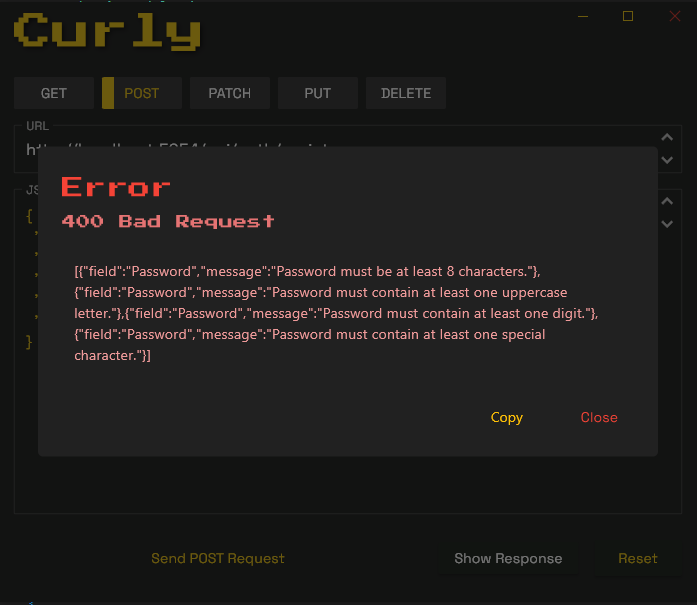 Curly
GET POST PATCH PUT DELETE
URL
Error
400 Bad Request
[{"field":"Password","message":"Password must be at least 8 characters."},
{"field":"Password","message":"Password must contain at least one uppercase
letter."},{"field":"Password","message":"Password must contain at least one digit."},
{"field":"Password","message":"Password must contain at least one special
character."}]
Copy Close
{
}
Send POST Request Show Response Reset